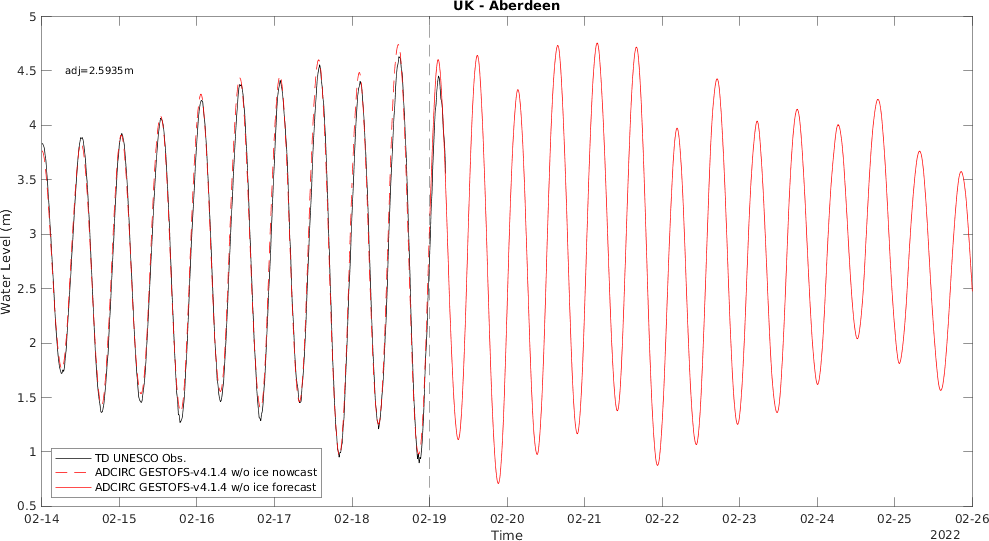 UK - Aberdeen
adj=2.5935m
5
4.5
4
3.5
3
2.5
2
1.5
1
0.5
Water Level (m)
TD UNESCO Obs.
ADCIRC GESTOFS-v4.1.4 w/o ice nowcast
ADCIRC GESTOFS-v4.1.4 w/o ice forecast
02-14 02-15 02-16 02-17 02-18 02-19 02-20 02-21 02-22 02-23 02-24 02-25 02-26
Time
2022